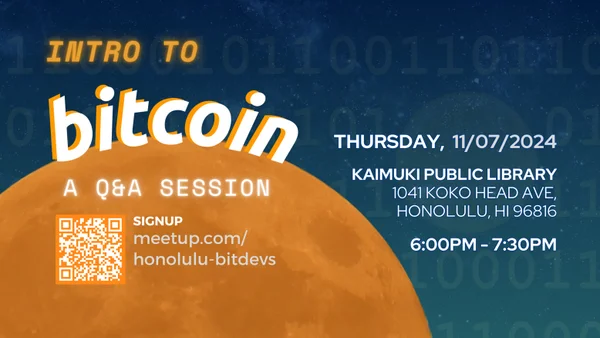 INTRO TO
bitcoin
A Q&A SESSION
SIGNUP
meetup.com/
honolulu-bitdevs
THURSDAY, 11/07/2024
KAIMUKI PUBLIC LIBRARY
1041 KOKO HEAD AVE,
HONOLULU, HI 96816
6:00PM – 7:30PM